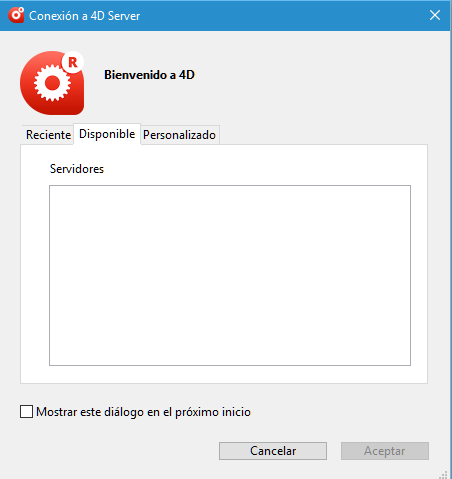 Conexión a 4D Server
R
Bienvenido a 4D
Reciente Disponible Personalizado
Servidores
Mostrar este diálogo en el próximo inicio
Cancelar Aceptar